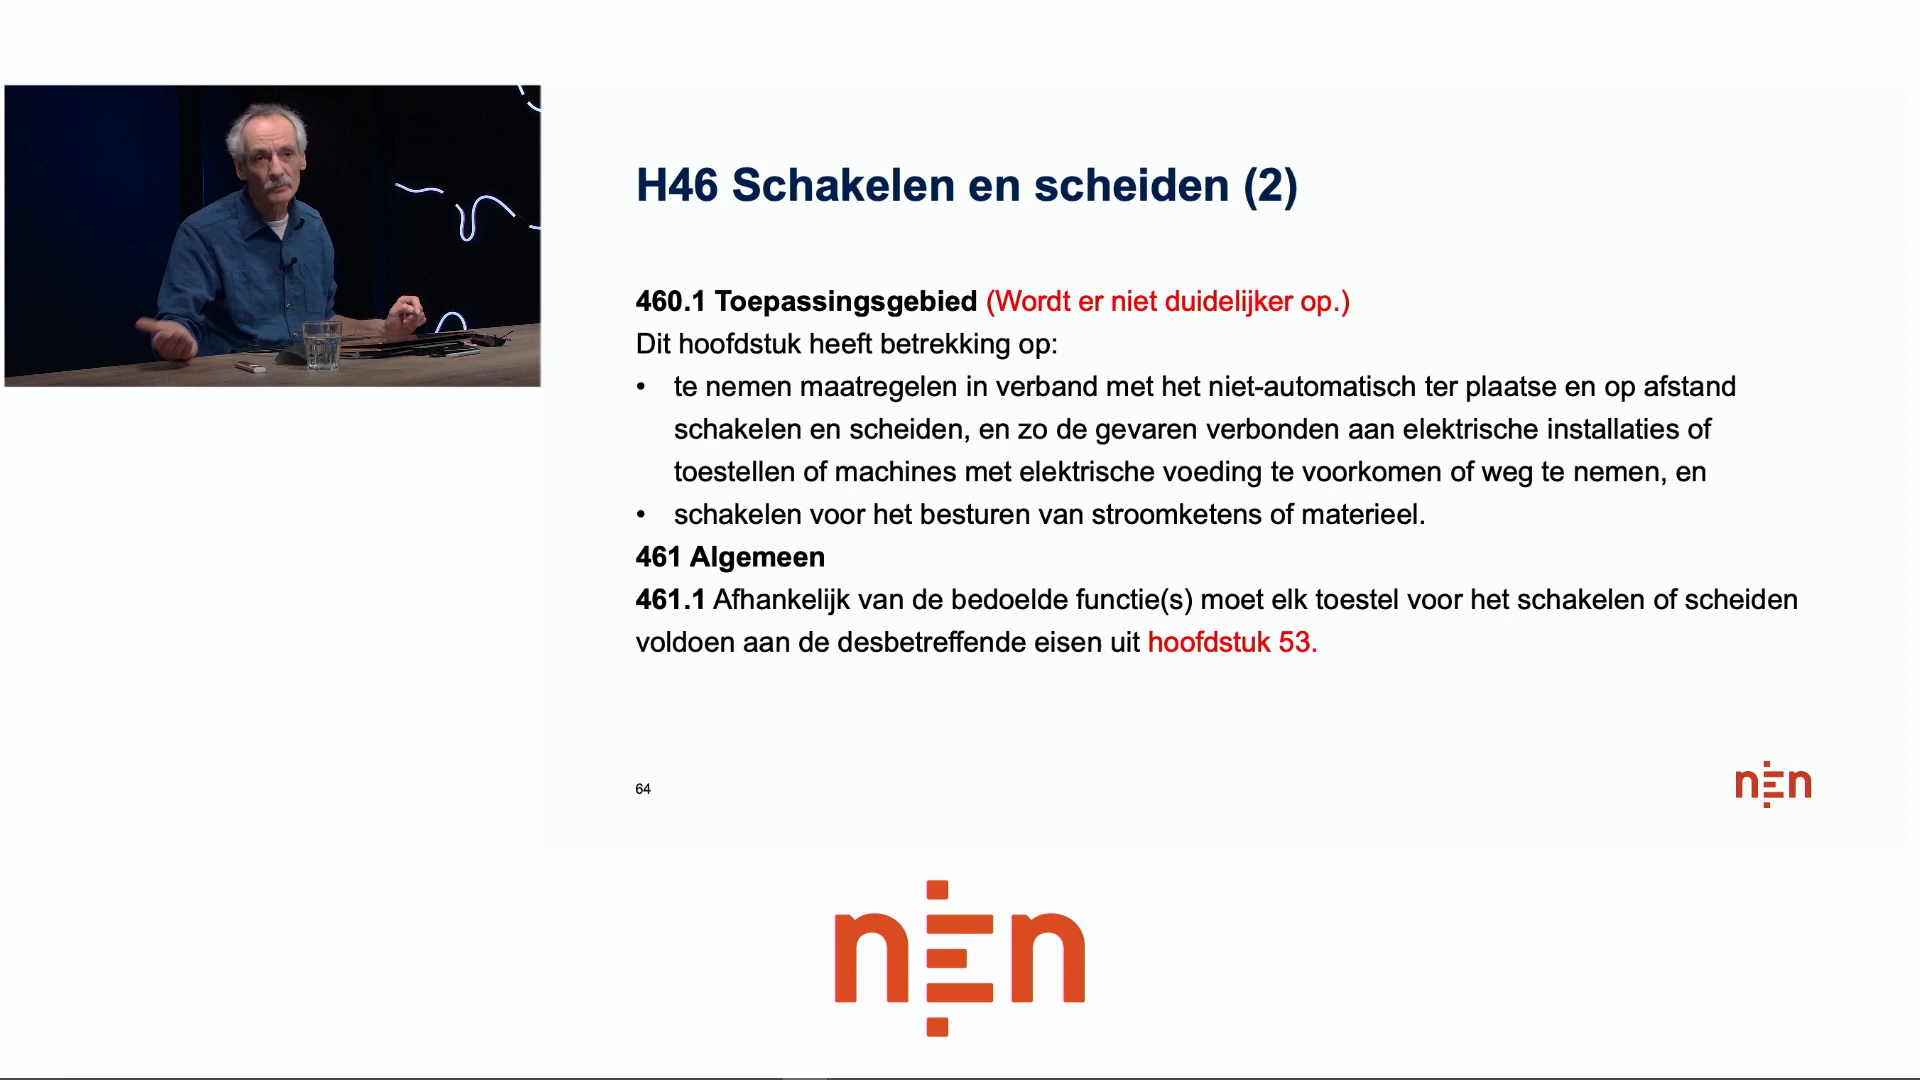 H46 Schakelen en scheiden (2)
460.1 Toepassingsgebied (Wordt er niet duidelijker op.)
Dit hoofdstuk heeft betrekking op:
• te nemen maatregelen in verband met het niet-automatisch ter plaatse en op afstand
schakelen en scheiden, en zo de gevaren verbonden aan elektrische installaties of
toestellen of machines met elektrische voeding te voorkomen of weg te nemen, en
• schakelen voor het besturen van stroomketens of materieel.
461 Algemeen
461.1 Afhankelijk van de bedoelde functie(s) moet elk toestel voor het schakelen of scheiden
voldoen aan de desbetreffende eisen uit hoofdstuk 53.
64
nen
nen